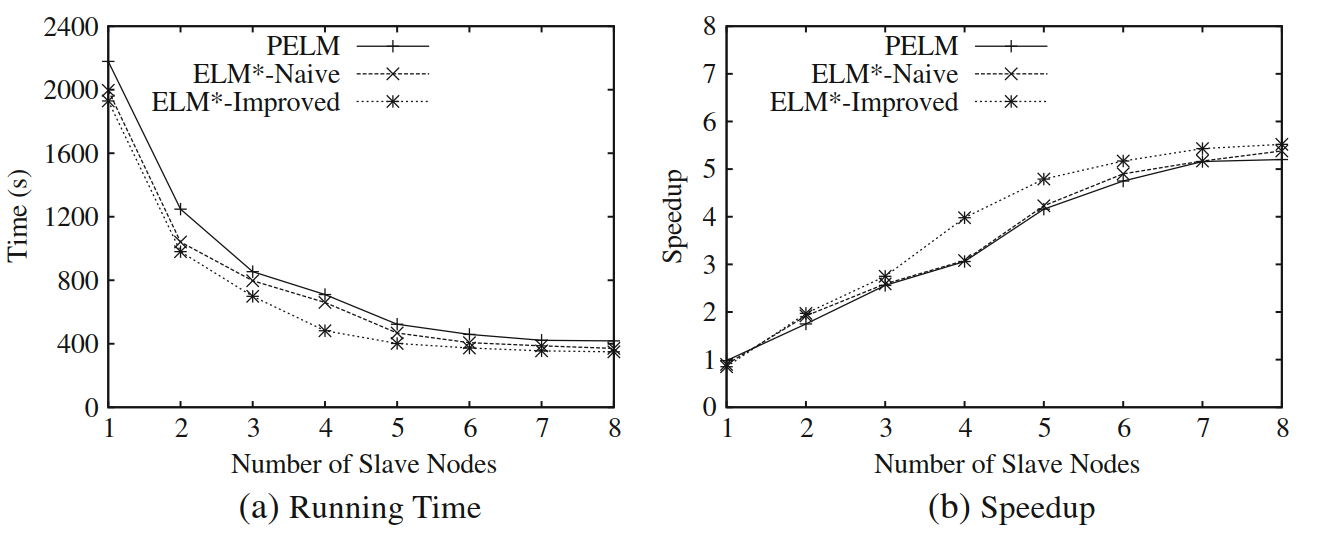 2400
2000
1600
1200
800
400
0
Time (s)
PELM
ELM*-Naive
ELM*-Improved
1 2 3 4 5 6 7 8
Number of Slave Nodes
(a) Running Time
8
7
6
5
4
3
2
1
0
Speedup
PELM
ELM*-Naive
ELM*-Improved
1 2 3 4 5 6 7 8
Number of Slave Nodes
(b) Speedup